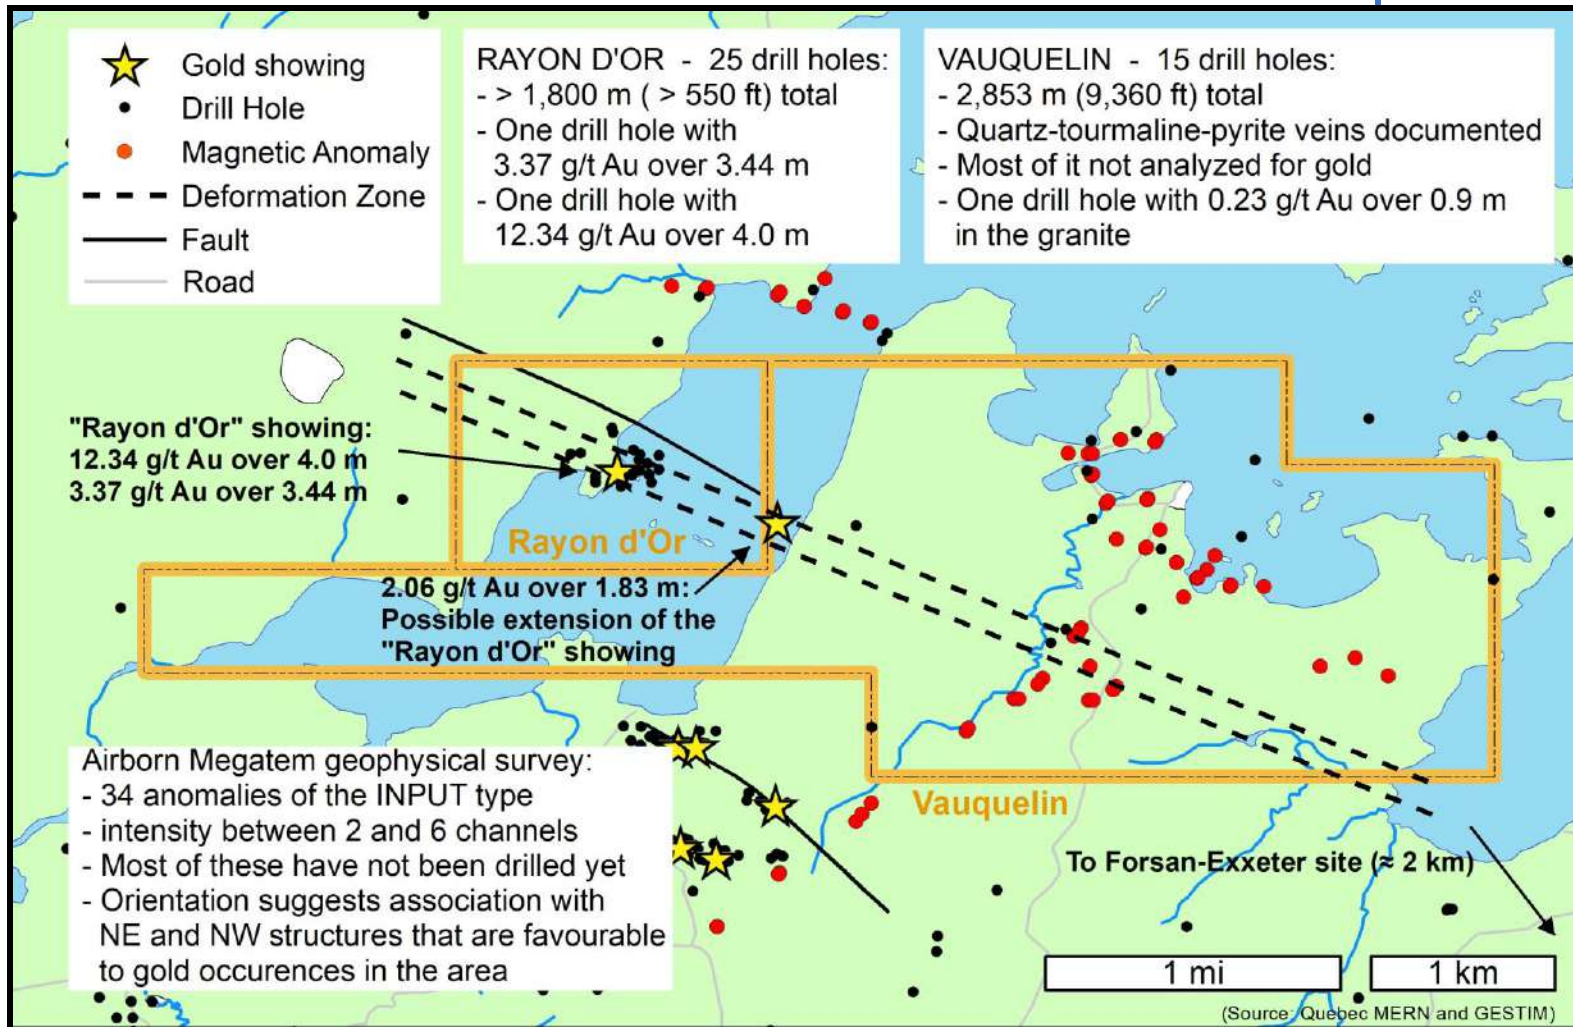 Gold showing
Drill Hole
Magnetic Anomaly
Deformation Zone
Fault
Road
RAYON D'OR - 25 drill holes:
- > 1,800 m ( > 550 ft) total
- One drill hole with
3.37 g/t Au over 3.44 m
- One drill hole with
12.34 g/t Au over 4.0 m
VAUQUELIN - 15 drill holes:
- 2,853 m (9,360 ft) total
- Quartz-tourmaline-pyrite veins documented
- Most of it not analyzed for gold
- One drill hole with 0.23 g/t Au over 0.9 m
in the granite
"Rayon d'Or" showing:
12.34 g/t Au over 4.0 m
3.37 g/t Au over 3.44 m
Rayon d'Or
2.06 g/t Au over 1.83 m:
Possible extension of the
"Rayon d'Or" showing
Airborn Megatem geophysical survey:
- 34 anomalies of the INPUT type
- intensity between 2 and 6 channels
- Most of these have not been drilled yet
- Orientation suggests association with
NE and NW structures that are favourable
to gold occurences in the area
Vauquelin
To Forsan-Exxeter site (≈ 2 km)
1 mi
1 km
(Source: Quebec MERN and GESTIM)